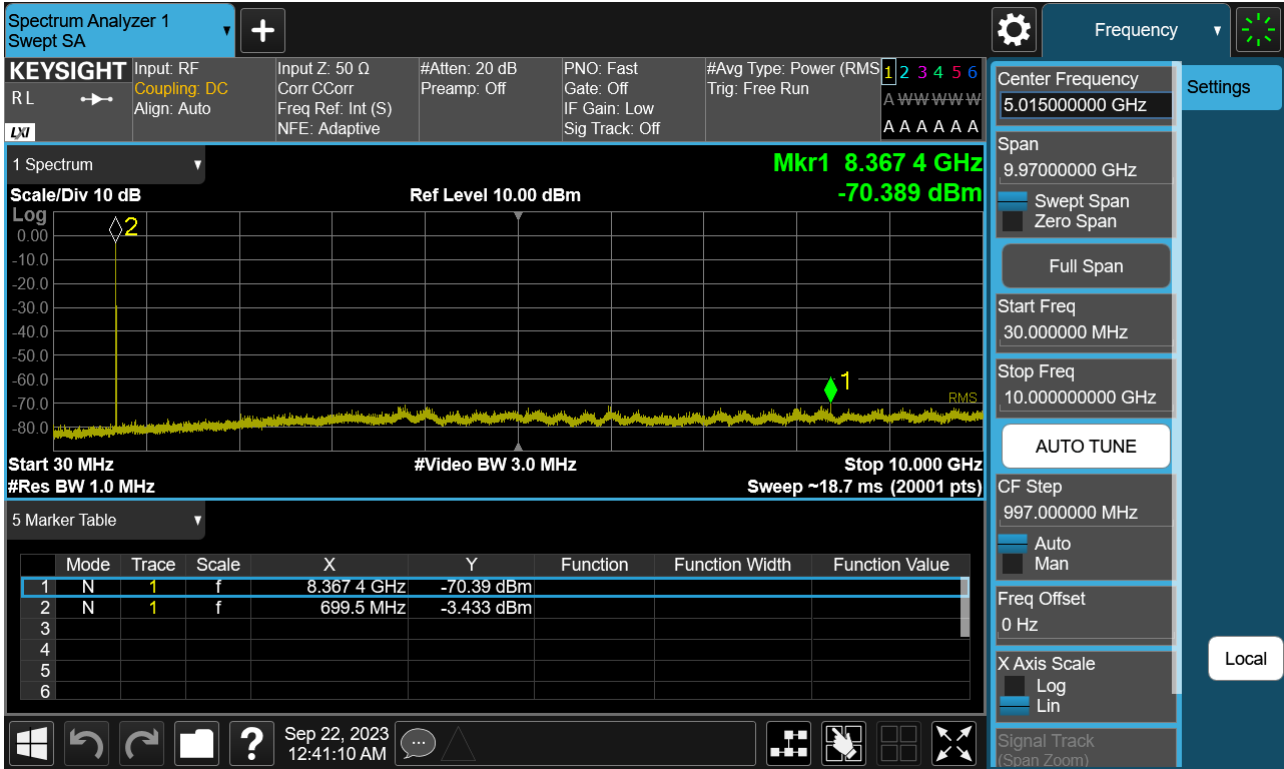 Spectrum Analyzer 1
Swept SA
Frequency
KEYSIGHT
R L
LXI
Input: RF
Coupling: DC
Align: Auto
Input Z: 50 Ω
Corr CCorr
Freq Ref: Int (S)
NFE: Adaptive
#Atten: 20 dB
Preamp: Off
PNO: Fast
Gate: Off
IF Gain: Low
Sig Track: Off
#Avg Type: Power (RMS
Trig: Free Run
1 2 3 4 5 6
A W W W W W
A A A A A A
1 Spectrum
Mkr1 8.367 4 GHz
-70.389 dBm
Scale/Div 10 dB
Ref Level 10.00 dBm
Log
0.00
-10.0
-20.0
-30.0
-40.0
-50.0
-60.0
-70.0
-80.0
2
1
RMS
Start 30 MHz
#Video BW 3.0 MHz
Stop 10.000 GHz
#Res BW 1.0 MHz
Sweep ~18.7 ms (20001 pts)
5 Marker Table
Mode Trace Scale X Y Function Function Width Function Value
1 N 1 f 8.367 4 GHz -70.39 dBm
2 N 1 f 699.5 MHz -3.433 dBm
3
4
5
6
Sep 22, 2023
12:41:10 AM
?
Center Frequency
5.015000000 GHz
Span
9.97000000 GHz
Swept Span
Zero Span
Full Span
Start Freq
30.000000 MHz
Stop Freq
10.000000000 GHz
AUTO TUNE
CF Step
997.000000 MHz
Auto
Man
Freq Offset
0 Hz
X Axis Scale
Log
Lin
Signal Track
(Span Zoom)
Settings
Local